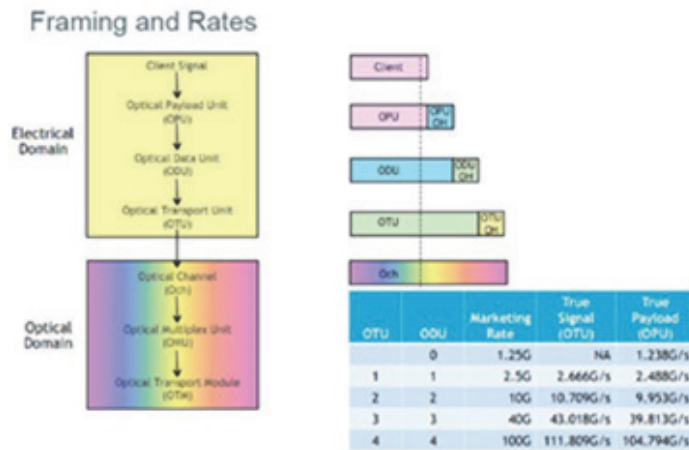 Framing and Rates
Client Signal
Optical Payload Unit
(OPU)
Optical Data Unit
(ODU)
Optical Transport Unit
(OTU)
Electrical
Domain
Optical Channel
(Och)
Optical Multiplex Unit
(OMU)
Optical Transport Module
(OTM)
Optical
Domain
Client
OPU
OPU
OH
ODU
ODU
OH
OTU
OTU
OH
Och
OTU ODU Marketing Rate True Signal (OTU) True Payload (OPU)
0 1.25G NA 1.238G/s
1 1 2.5G 2.666G/s 2.488G/s
2 2 10G 10.709G/s 9.953G/s
3 3 40G 43.018G/s 39.813G/s
4 4 100G 111.809G/s 104.794G/s